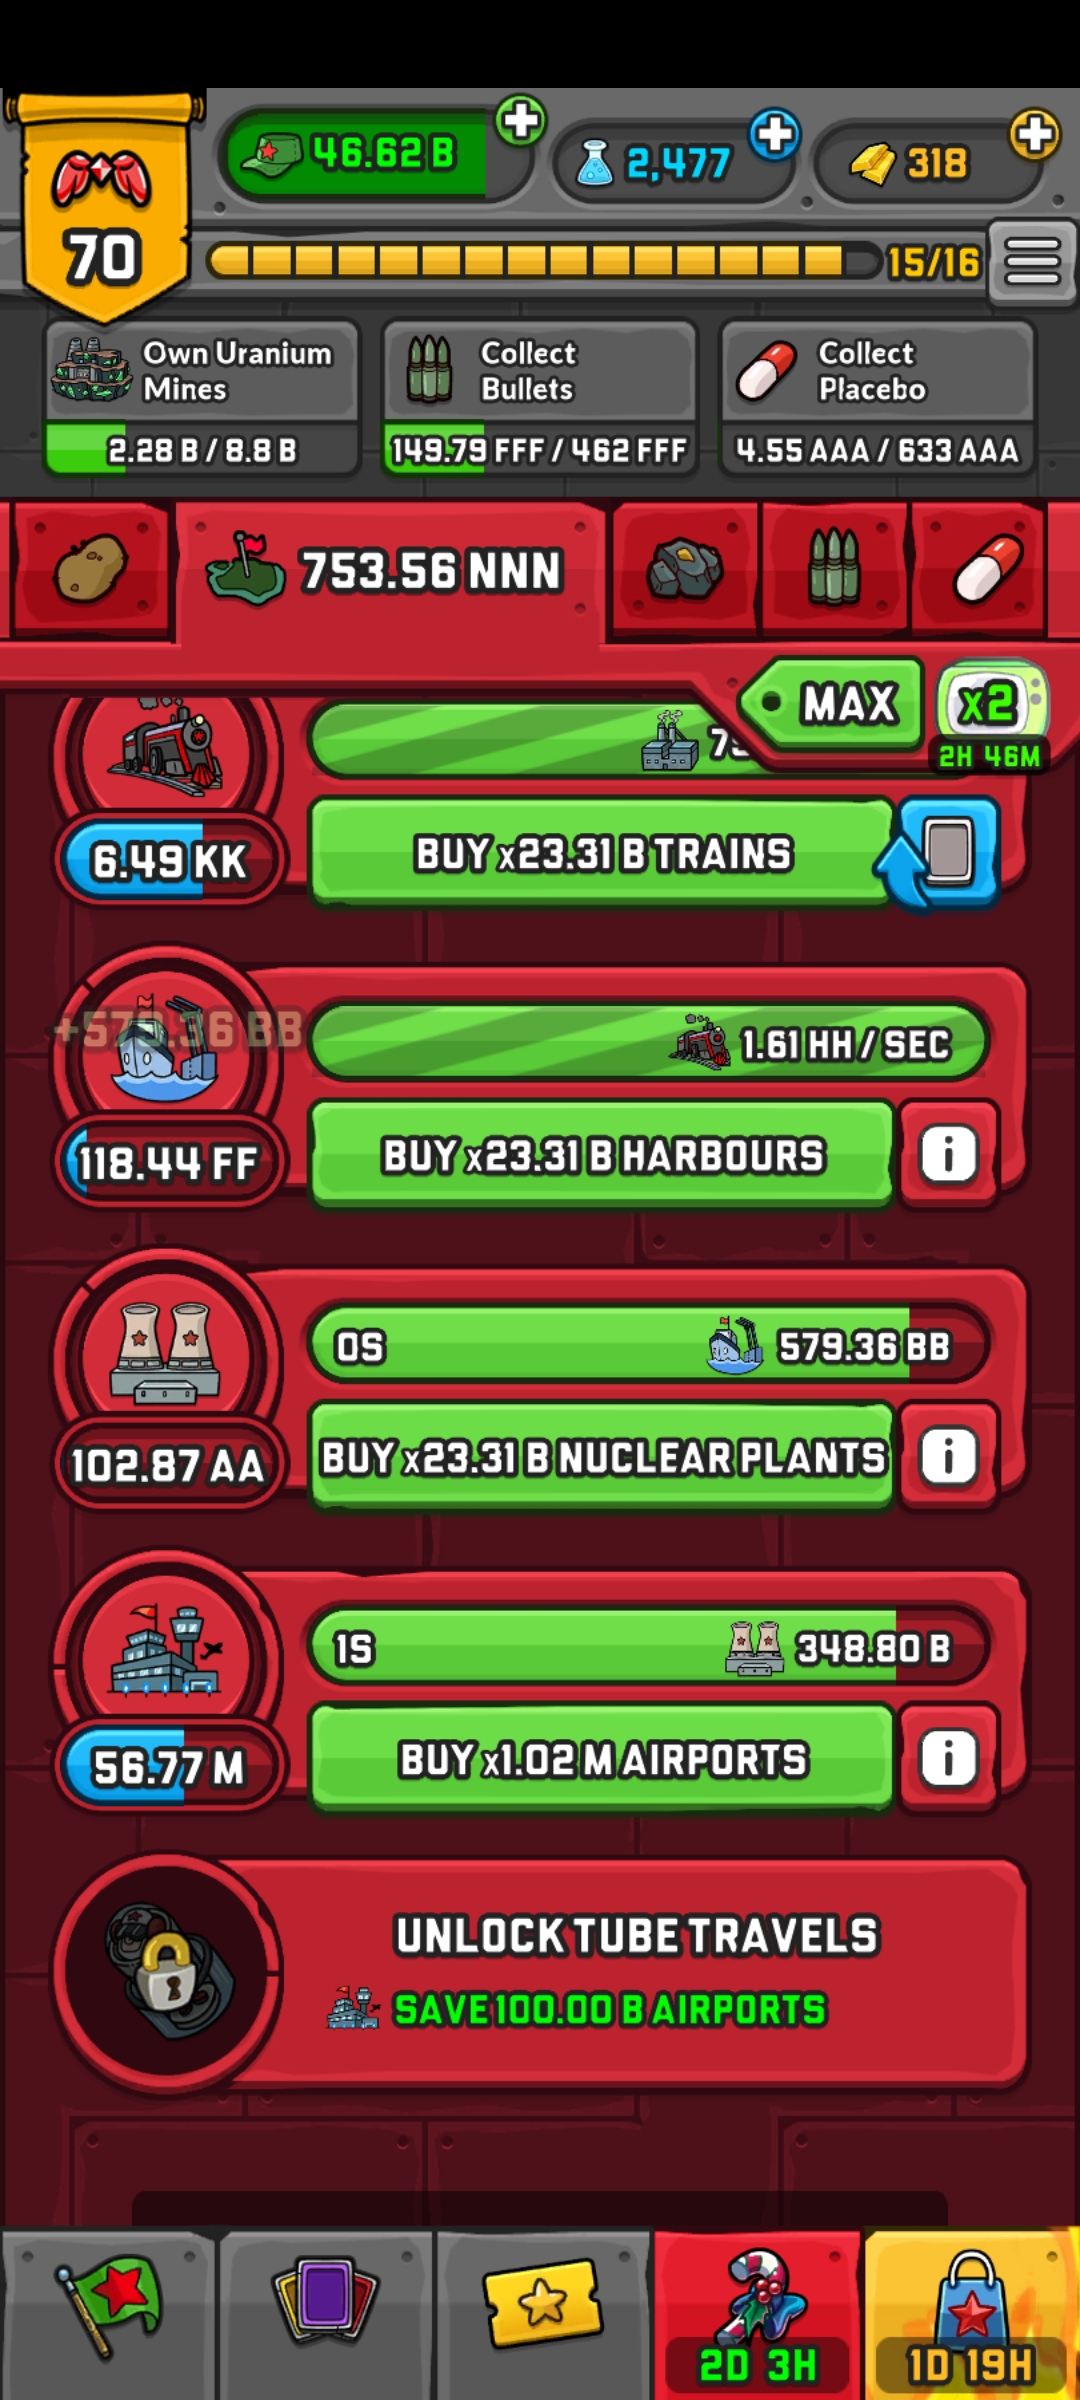 46.62 B
2,477
318
70
15/16
Own Uranium
Mines
2.28 B / 8.8 B
Collect
Bullets
149.79 FFF / 462 FFF
Collect
Placebo
4.55 AAA / 633 AAA
753.56 NNN
MAX
x2
2H 46M
6.49 KK
BUY x23.31 B TRAINS
+579.36 BB
1.61 HH / SEC
118.44 FF
BUY x23.31 B HARBOURS
i
0S
579.36 BB
102.87 AA
BUY x23.31 B NUCLEAR PLANTS
i
1S
348.80 B
56.77 M
BUY x1.02 M AIRPORTS
i
UNLOCK TUBE TRAVELS
SAVE 100.00 B AIRPORTS
2D 3H
1D 19H